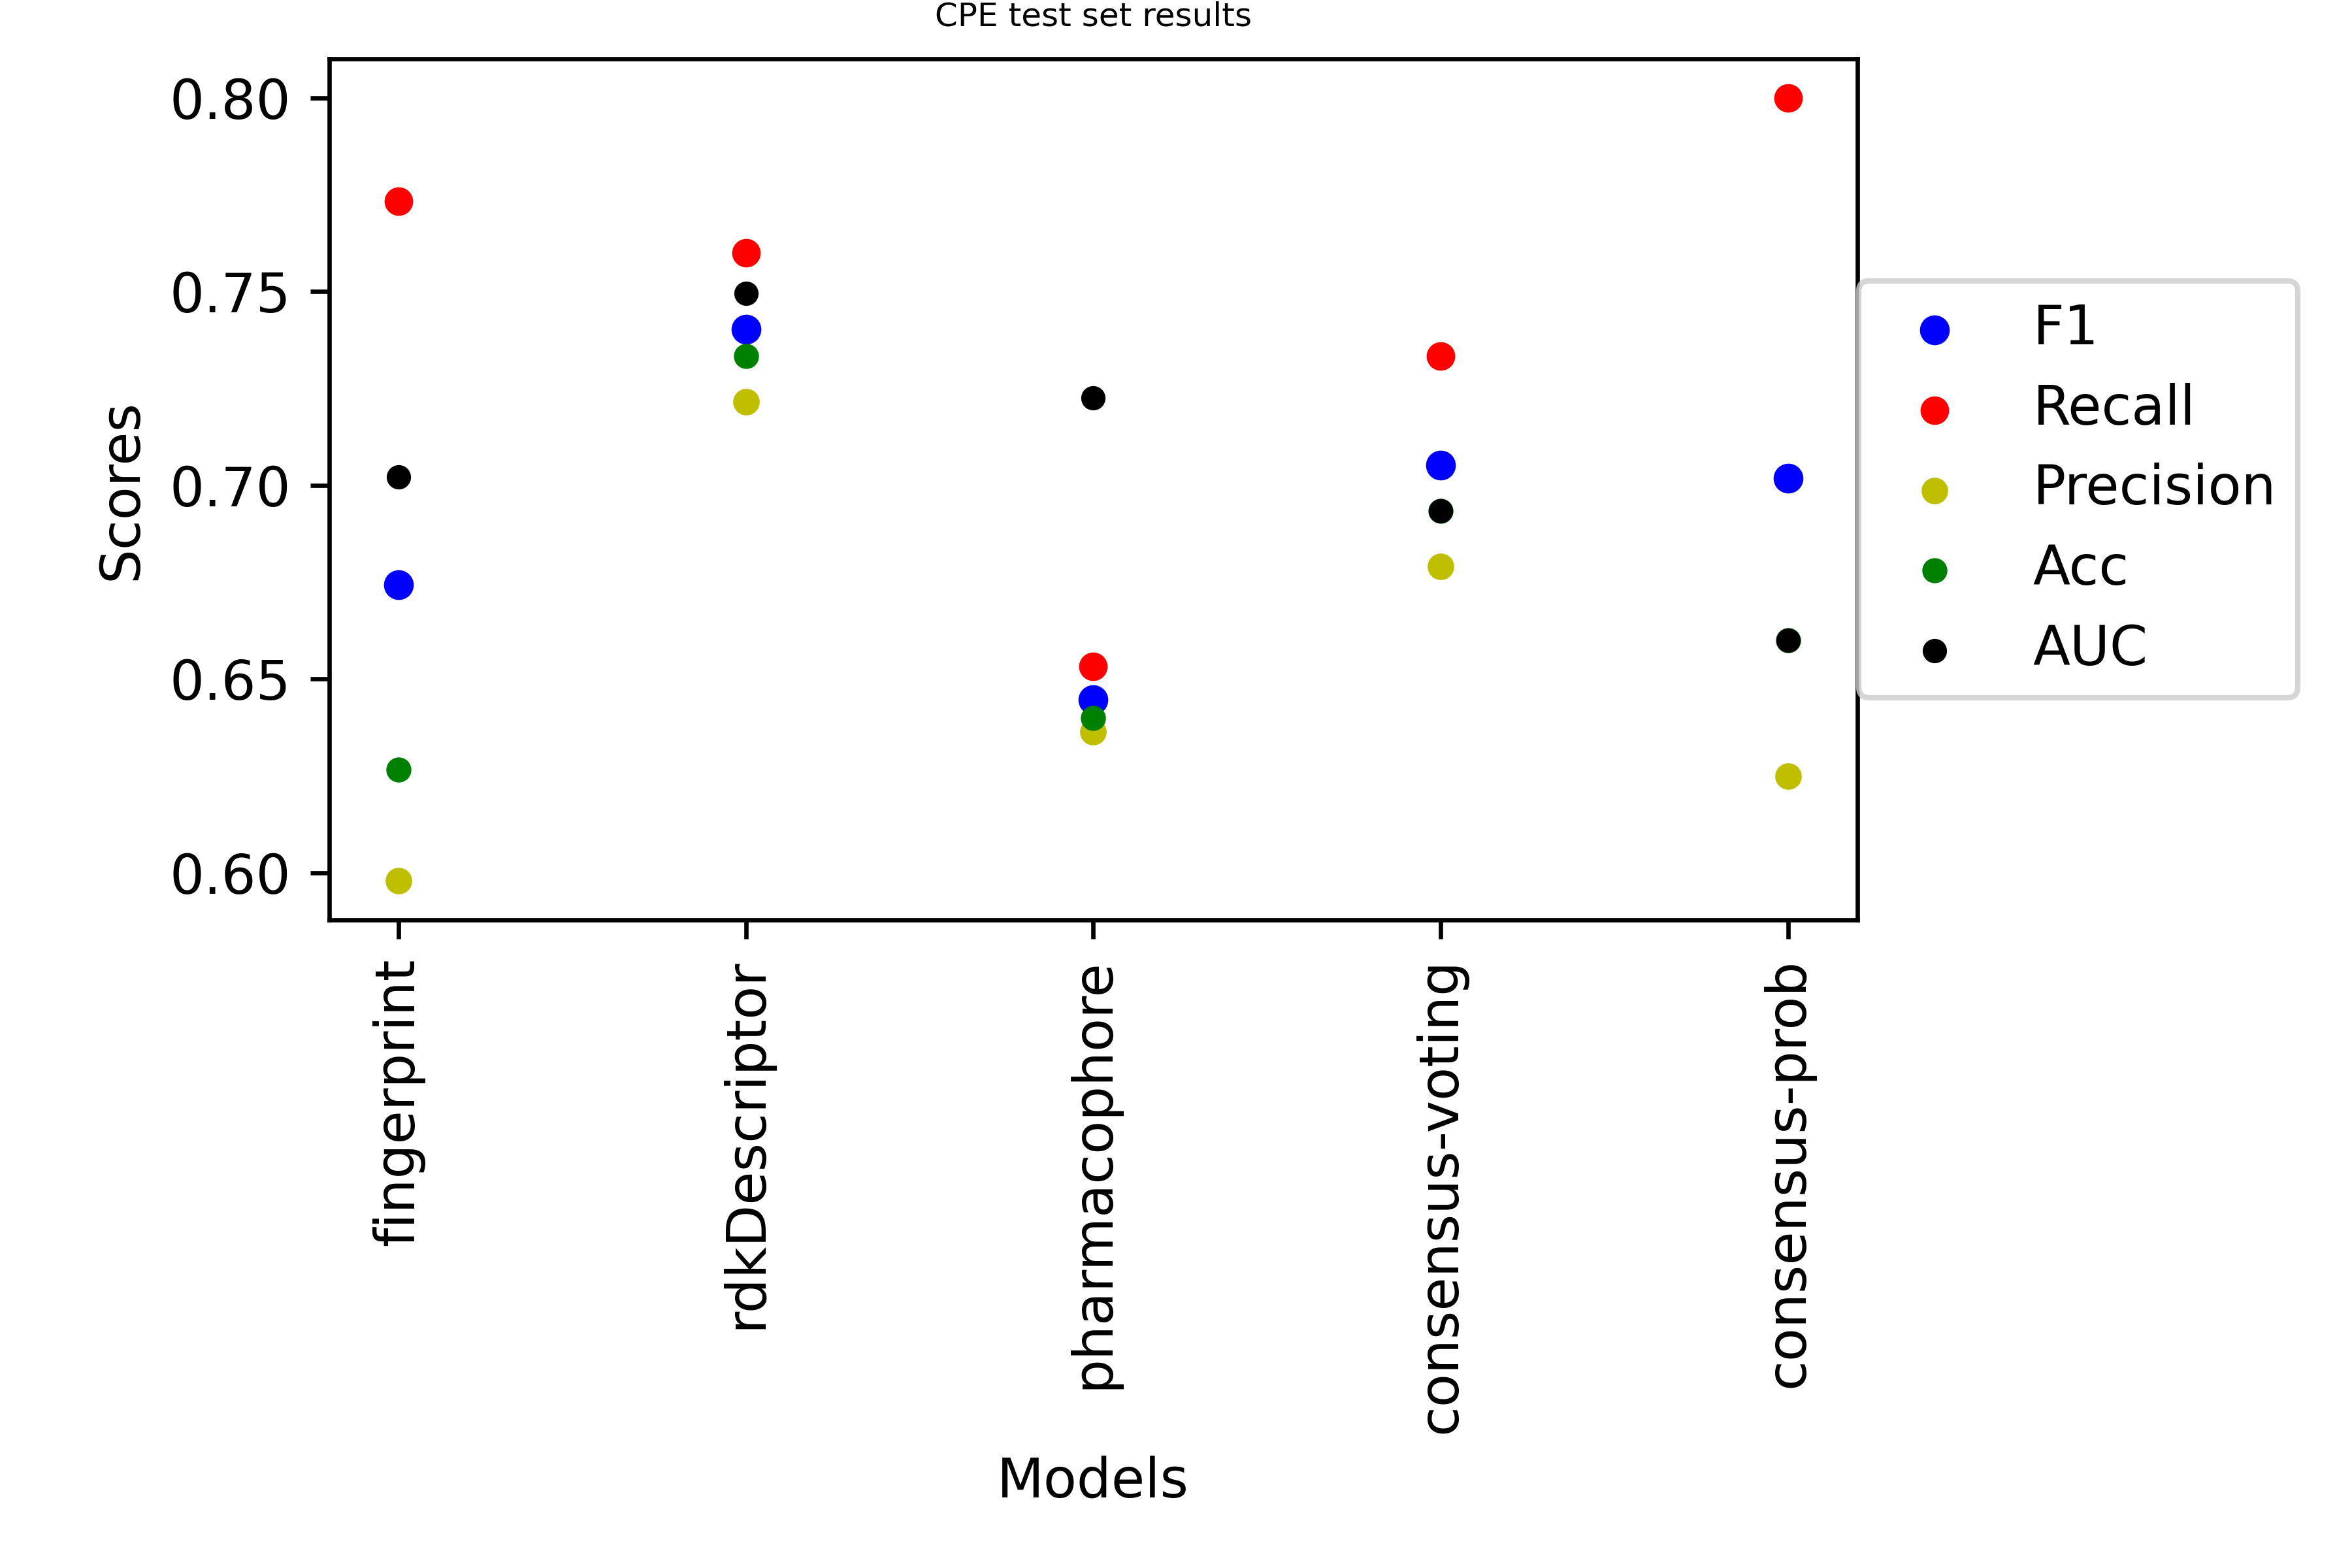 CPE test set results
0.80
0.75
0.70
0.65
0.60
Scores
F1
Recall
Precision
Acc
AUC
fingerprint
rdkDescriptor
pharmacophore
consensus-voting
consensus-prob
Models